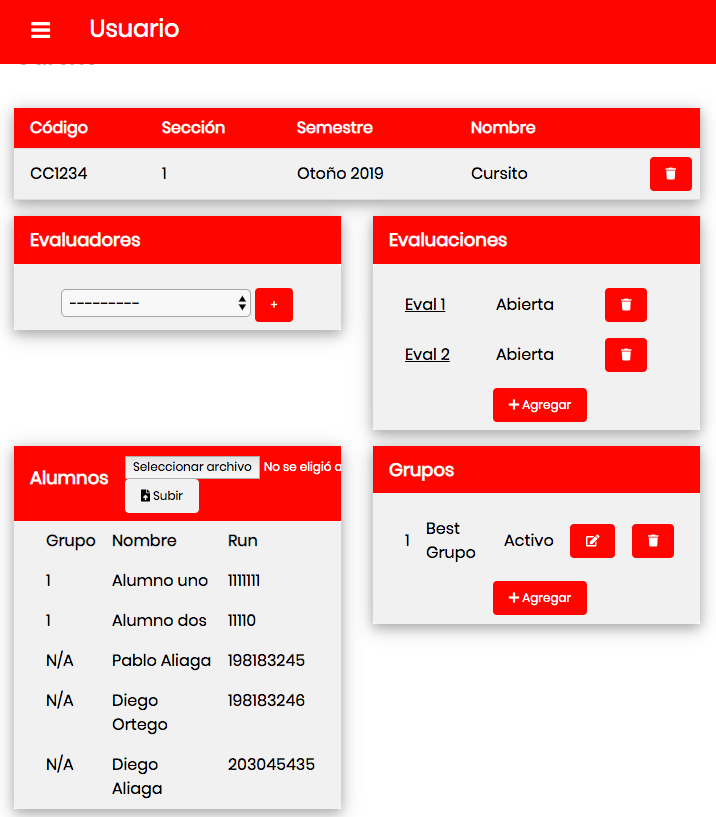 Usuario
Código Sección Semestre Nombre
CC1234 1 Otoño 2019 Cursito
Evaluadores
---------
+
Evaluaciones
Eval 1 Abierta
Eval 2 Abierta
+ Agregar
Alumnos
Seleccionar archivo No se eligió a
Subir
Grupo Nombre Run
1 Alumno uno 1111111
1 Alumno dos 11110
N/A Pablo Aliaga 198183245
N/A Diego Ortego 198183246
N/A Diego Aliaga 203045435
Grupos
1 Best Grupo Activo
+ Agregar